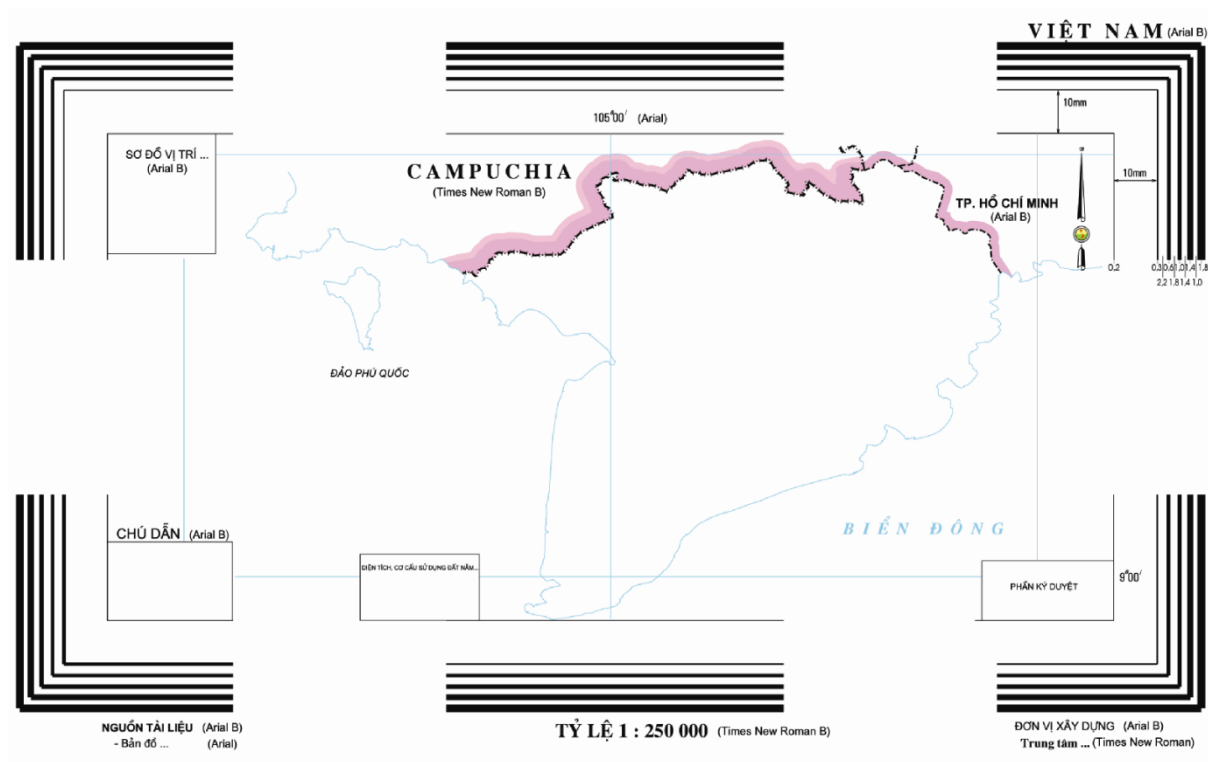 VIỆT NAM (Arial B)
10mm
105°00' (Arial)
SƠ ĐỒ VỊ TRÍ ...
(Arial B)
CAMPUCHIA
(Times New Roman B)
10mm
TP. HỒ CHÍ MINH
(Arial B)
0,2
0,3 0,6 1,0 1,4 1,8
2,2 1,8 1,4 1,0
ĐẢO PHÚ QUỐC
BIỂN ĐÔNG
CHÚ DẪN (Arial B)
DIỆN TÍCH, CƠ CẤU SỬ DỤNG ĐẤT NĂM...
PHẦN KÝ DUYỆT
9°00'
NGUỒN TÀI LIỆU (Arial B)
- Bản đồ ... (Arial)
TỶ LỆ 1 : 250 000 (Times New Roman B)
ĐƠN VỊ XÂY DỰNG (Arial B)
Trung tâm ... (Times New Roman)